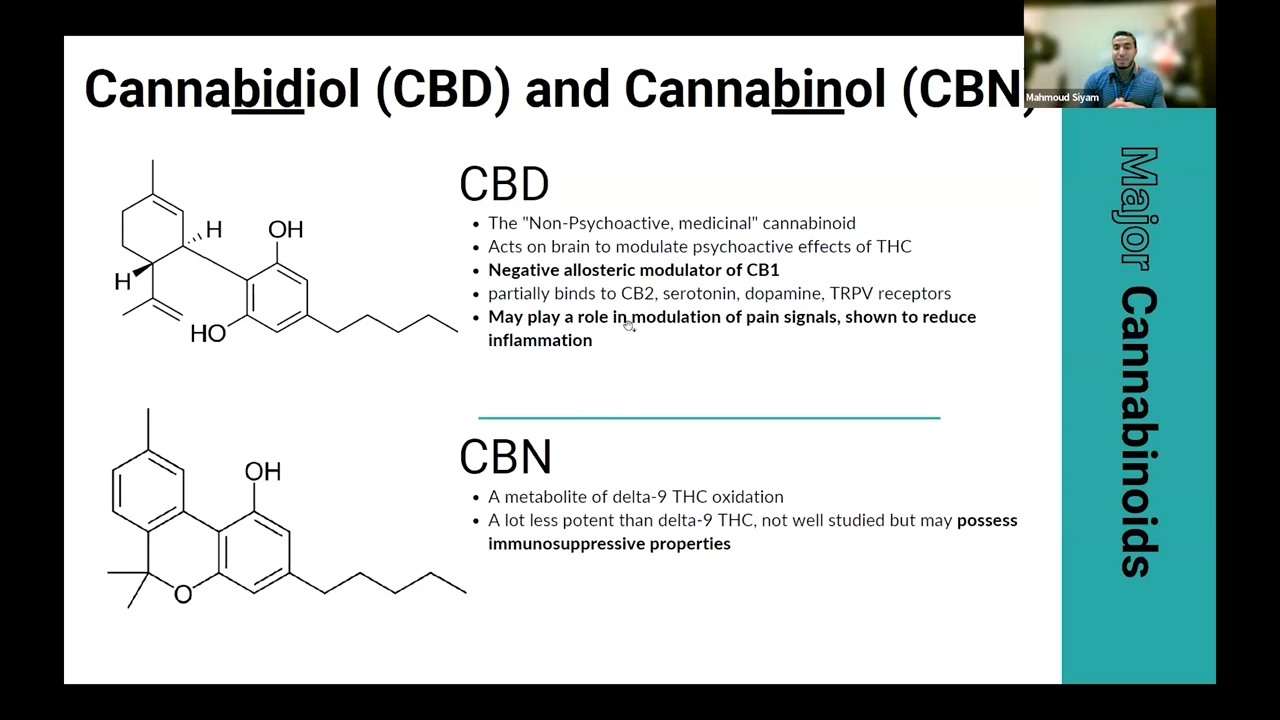 Cannabidiol (CBD) and Cannabinol (CBN)
Mahmoud Siyam
H
OH
H
HO
CBD
The "Non-Psychoactive, medicinal" cannabinoid
Acts on brain to modulate psychoactive effects of THC
Negative allosteric modulator of CB1
partially binds to CB2, serotonin, dopamine, TRPV receptors
May play a role in modulation of pain signals, shown to reduce
inflammation
OH
O
CBN
A metabolite of delta-9 THC oxidation
A lot less potent than delta-9 THC, not well studied but may possess
immunosuppressive properties
Major Cannabinoids